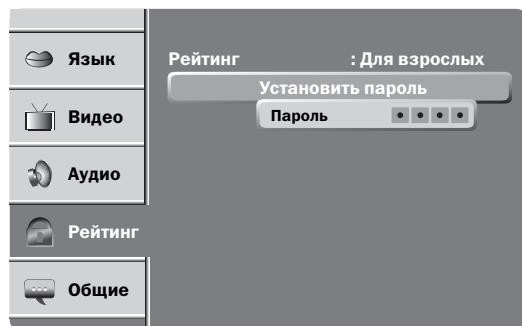 Язык
Видео
Аудио
Рейтинг
Общие
Рейтинг : Для взрослых
Установить пароль
Пароль